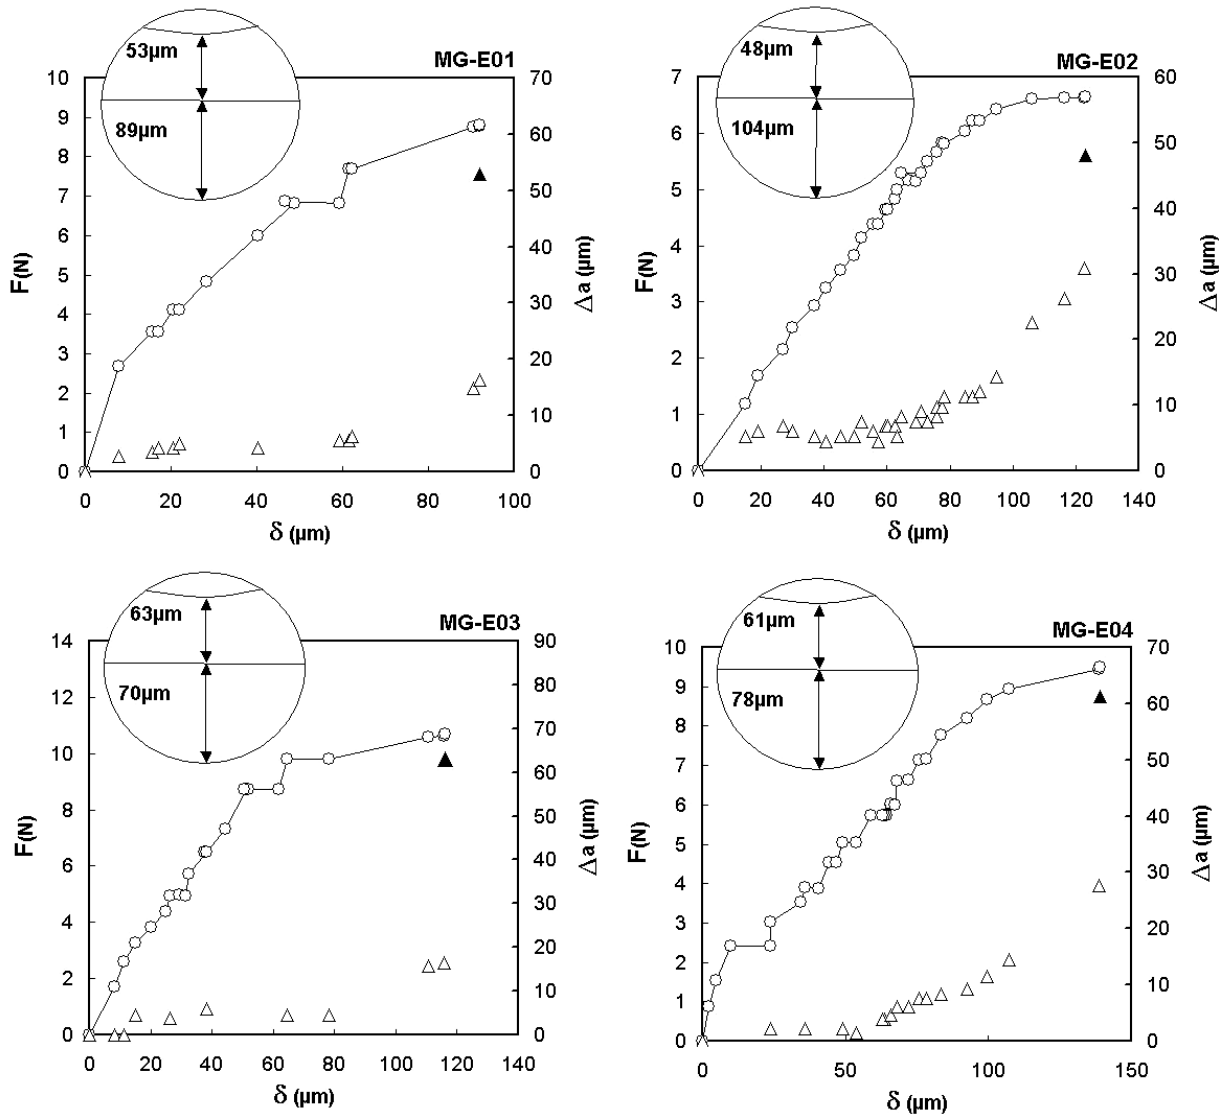 53µm
89µm
MG-E01
10
9
8
7
6
5
4
3
2
1
0
F(N)
70
60
50
40
30
20
10
0
Δa (µm)
0 20 40 60 80 100
δ (µm)
48µm
104µm
MG-E02
7
6
5
4
3
2
1
0
F(N)
60
50
40
30
20
10
0
Δa (µm)
0 20 40 60 80 100 120 140
δ (µm)
63µm
70µm
MG-E03
14
12
10
8
6
4
2
0
F(N)
90
80
70
60
50
40
30
20
10
0
Δa (µm)
0 20 40 60 80 100 120 140
δ (µm)
61µm
78µm
MG-E04
10
9
8
7
6
5
4
3
2
1
0
F(N)
70
60
50
40
30
20
10
0
Δa (µm)
0 50 100 150
δ (µm)